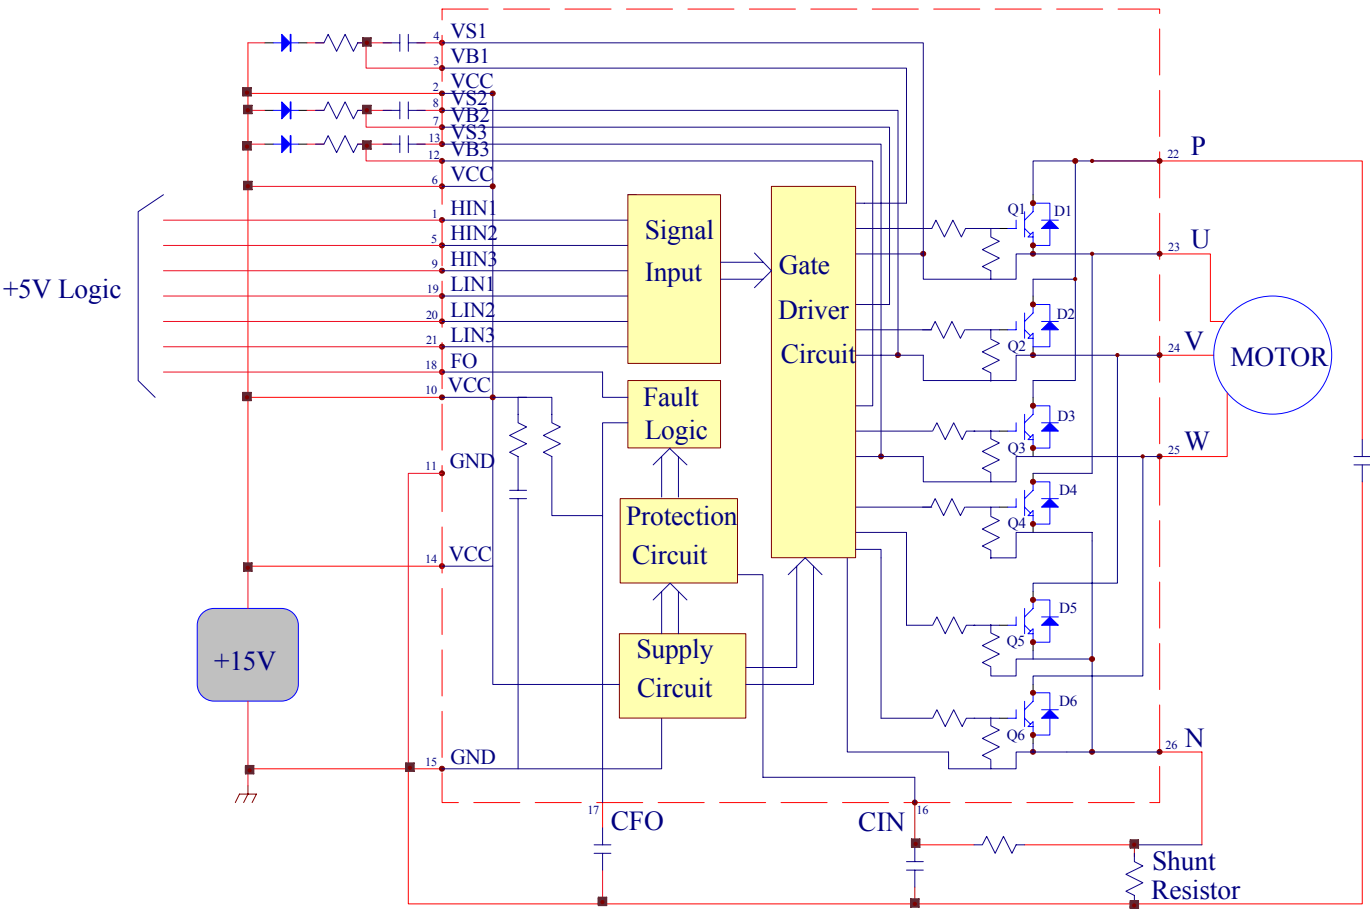 4 VS1
3 VB1
2 VCC
8 VS2
7 VB2
13 VS3
12 VB3
6 VCC
1 HIN1
5 HIN2
9 HIN3
19 LIN1
20 LIN2
21 LIN3
18 FO
10 VCC
11 GND
14 VCC
15 GND
+5V Logic
+15V
Signal
Input
Fault
Logic
Protection
Circuit
Supply
Circuit
Gate
Driver
Circuit
Q1 D1
D2
Q2
D3
Q3
D4
Q4
D5
Q5
D6
Q6
22 P
23 U
24 V
25 W
26 N
MOTOR
17 CFO
CIN 16
Shunt
Resistor